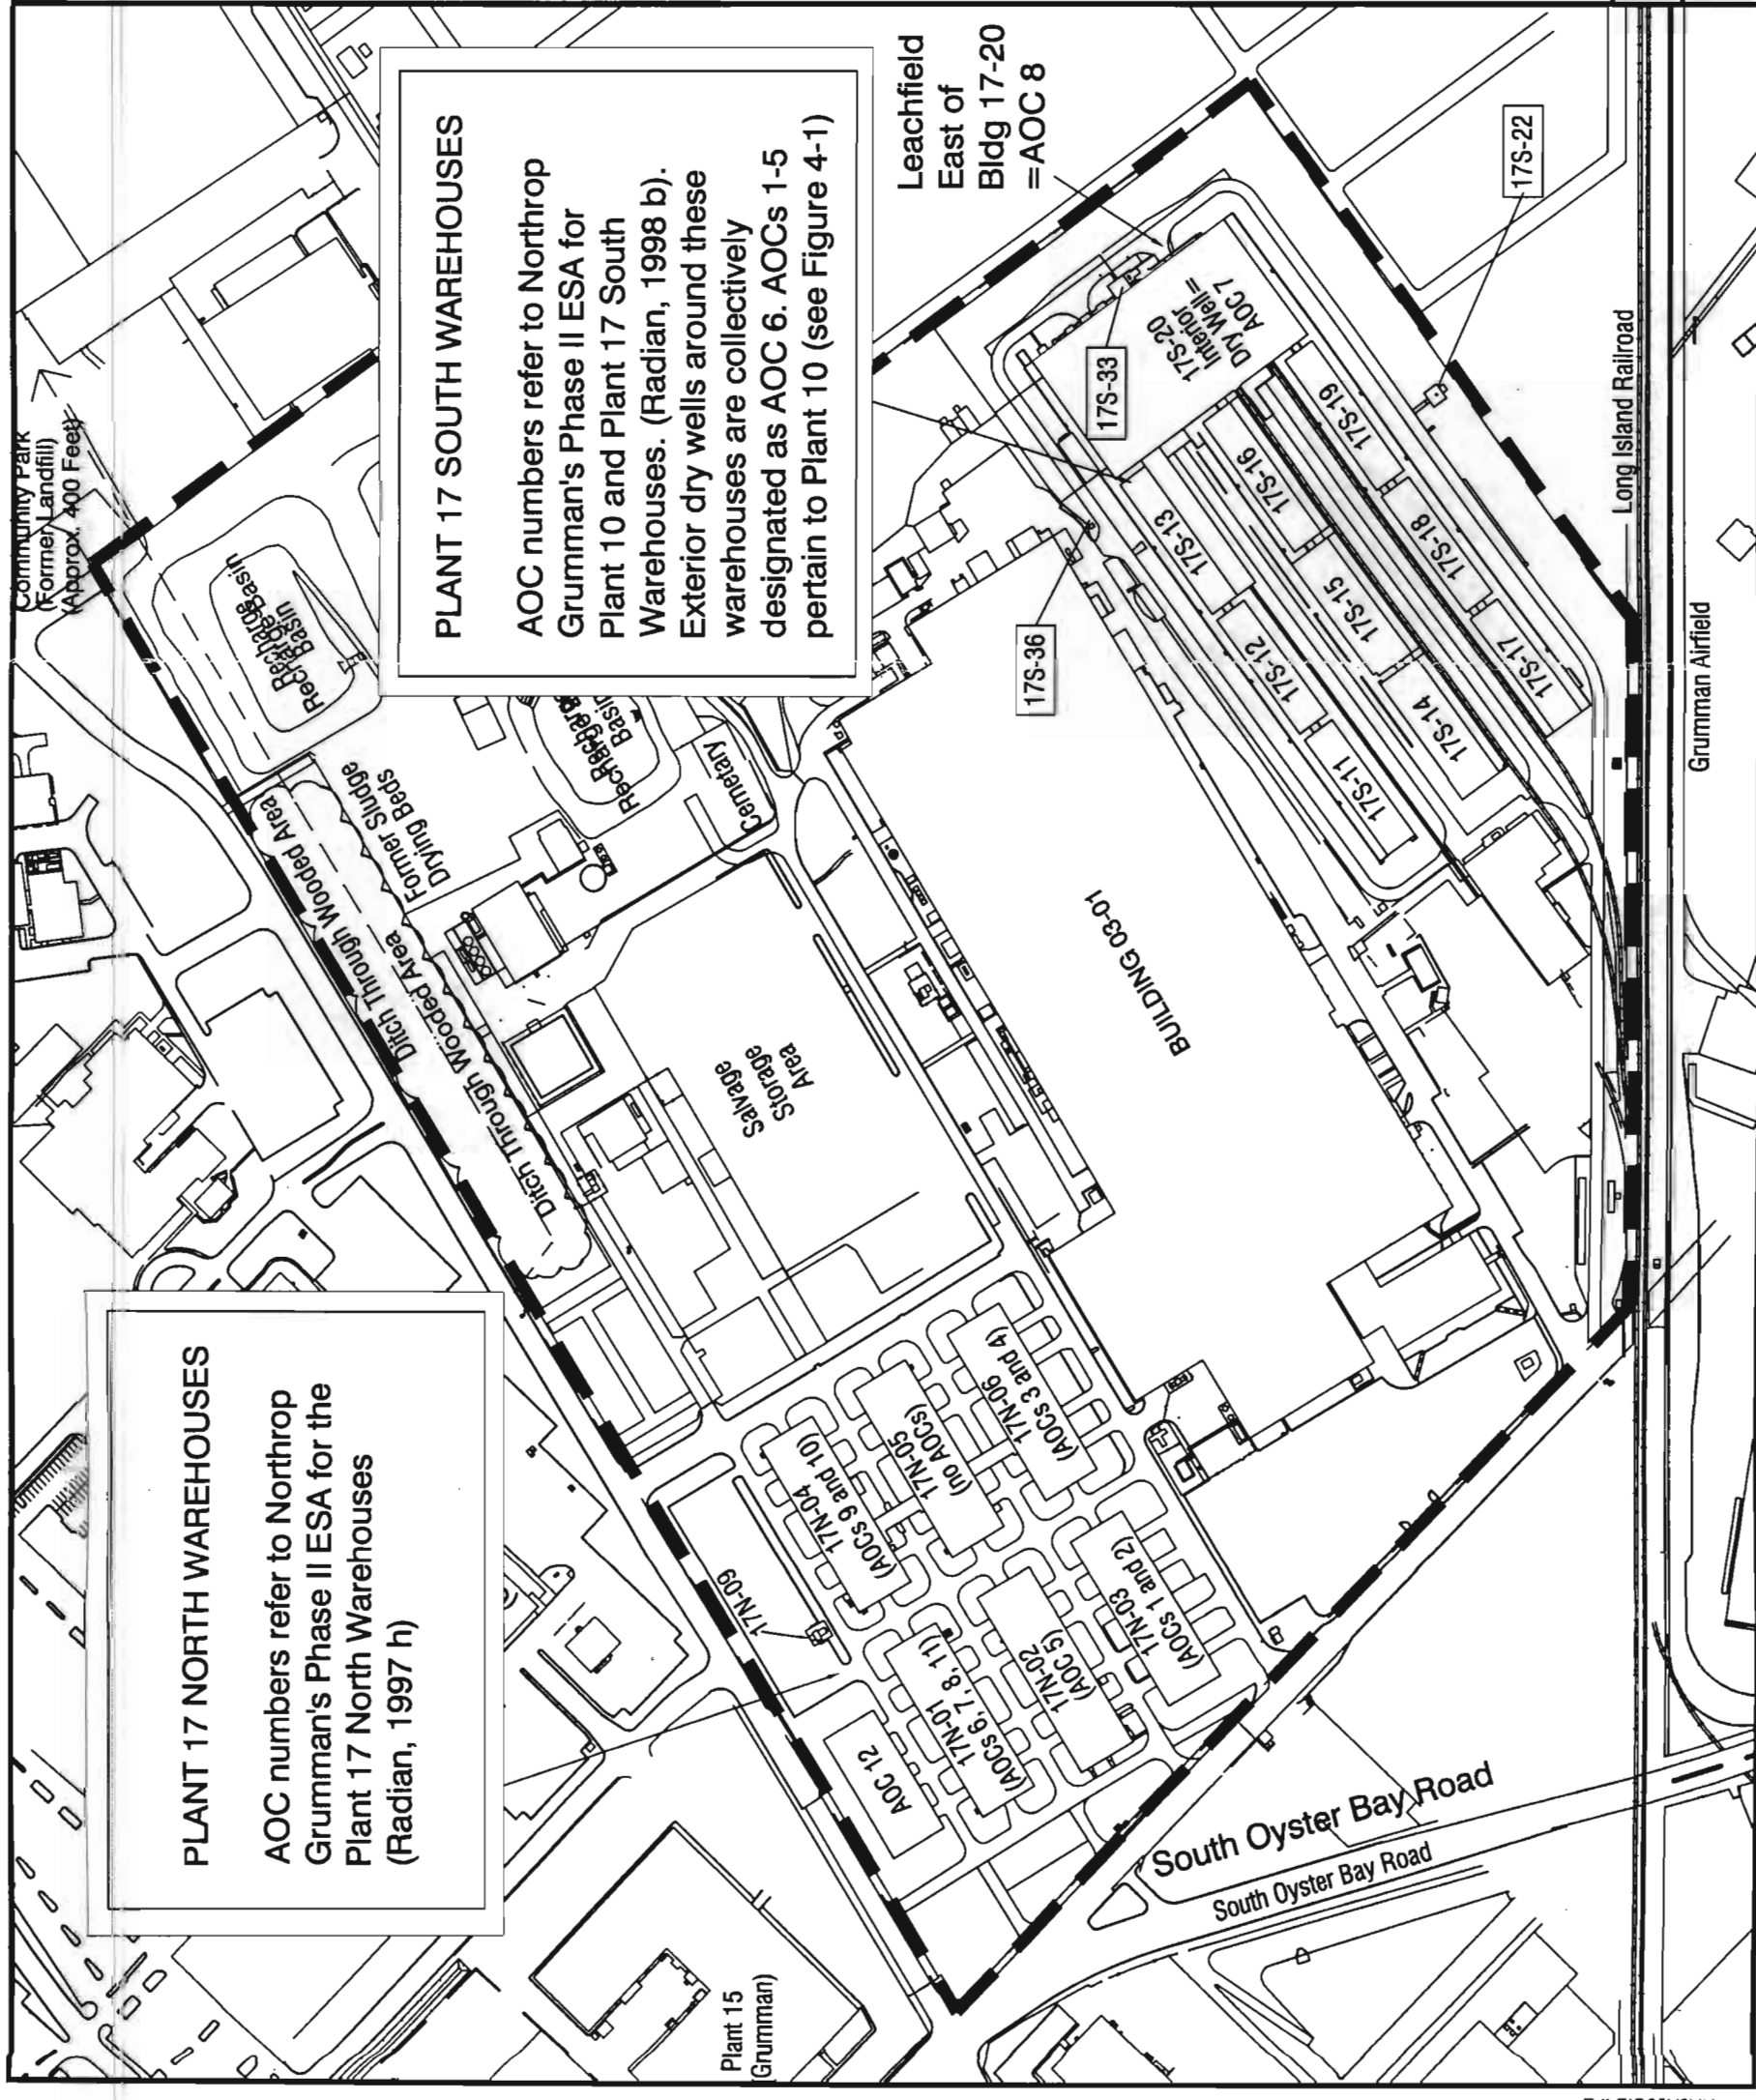 Community Park
(Former Landfill)
(Approx. 400 Feet)
PLANT 17 SOUTH WAREHOUSES
AOC numbers refer to Northrop
Grumman's Phase II ESA for
Plant 10 and Plant 17 South
Warehouses. (Radian, 1998 b).
Exterior dry wells around these
warehouses are collectively
designated as AOC 6. AOCs 1-5
pertain to Plant 10 (see Figure 4-1)
Leachfield
East of
Bldg 17-20
=AOC 8
PLANT 17 NORTH WAREHOUSES
AOC numbers refer to Northrop
Grumman's Phase II ESA for the
Plant 17 North Warehouses
(Radian, 1997 h)
Recharge
Basin
Recharge
Basin
Recharge
Basin
Cemetary
Former Sludge
Drying Beds
Ditch Through Wooded Area
Ditch Through Wooded Area
Salvage
Storage
Area
BUILDING 03-01
17S-36
17S-33
17S-22
17S-20
Interior
Dry Well=
AOC 7
17S-13
17S-16
17S-19
17S-12
17S-15
17S-18
17S-11
17S-14
17S-17
17N-09
17N-04
(AOCs 9 and 10)
17N-05
(no AOCs)
17N-06
(AOCs 3 and 4)
AOC 12
17N-01
(AOCs 6, 7, 8, 11)
17N-02
(AOC 5)
17N-03
(AOCs 1 and 2)
Plant 15
(Grumman)
South Oyster Bay Road
South Oyster Bay Road
Long Island Railroad
Grumman Airfield